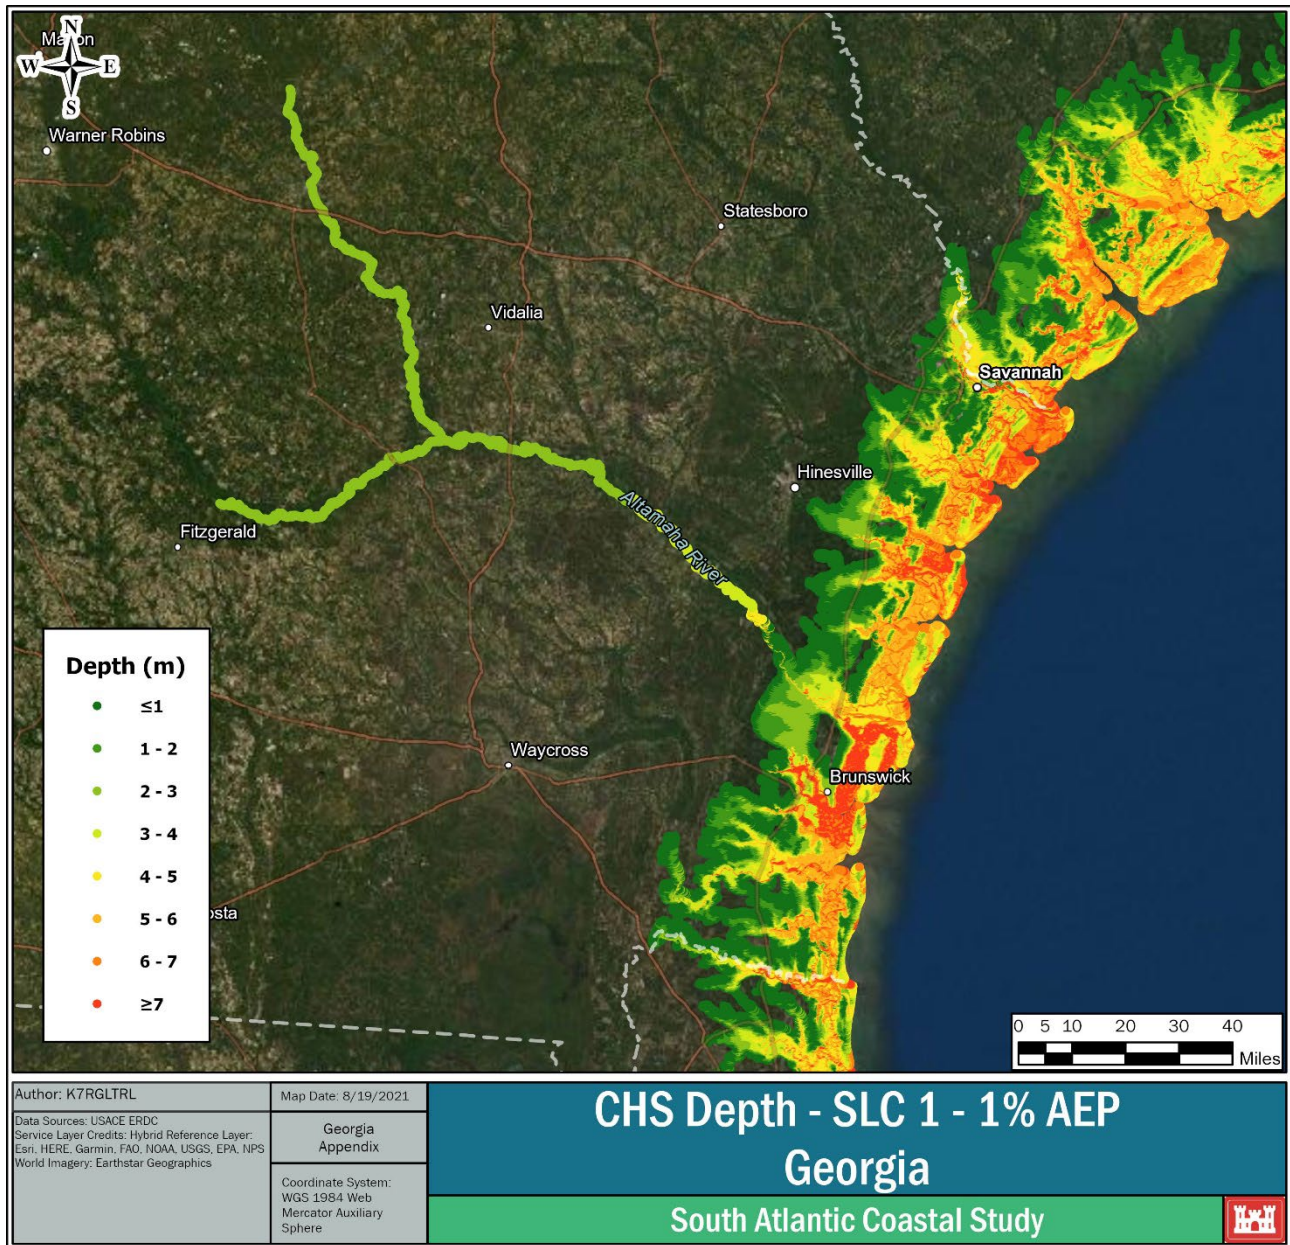 N
W E
S
Macon
Warner Robins
Statesboro
Vidalia
Savannah
Hinesville
Altamaha River
Fitzgerald
Waycross
Brunswick
osta
Depth (m)
≤1
1 - 2
2 - 3
3 - 4
4 - 5
5 - 6
6 - 7
≥7
0 5 10 20 30 40
Miles
Author: K7RGLTRL
Data Sources: USACE ERDC
Service Layer Credits: Hybrid Reference Layer:
Esri, HERE, Garmin, FAO, NOAA, USGS, EPA, NPS
World Imagery: Earthstar Geographics
Map Date: 8/19/2021
Georgia
Appendix
Coordinate System:
WGS 1984 Web
Mercator Auxiliary
Sphere
CHS Depth - SLC 1 - 1% AEP
Georgia
South Atlantic Coastal Study